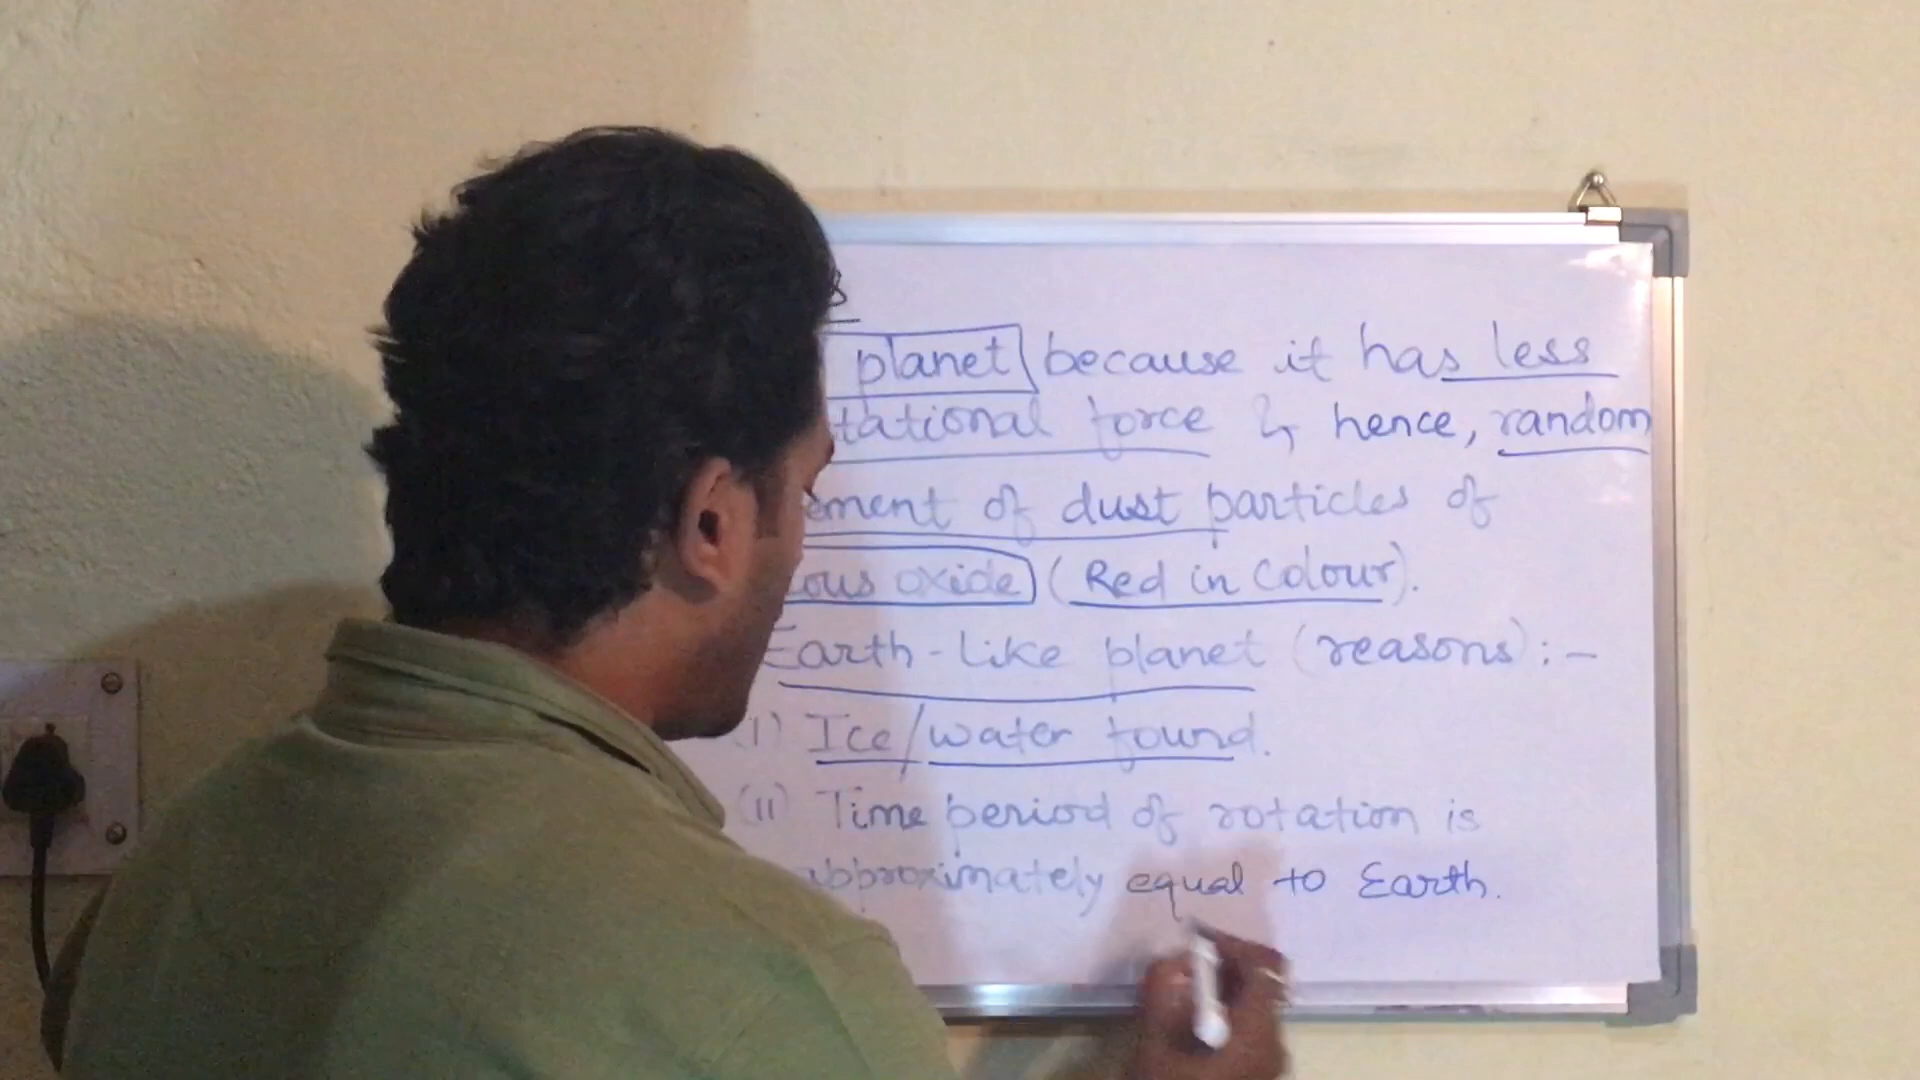 planet because it has less
tational force & hence, random
ement of dust particles of
ous oxide (Red in Colour).
Earth-like planet (reasons):-
(I) Ice/water found.
(II) Time period of rotation is
approximately equal to Earth.